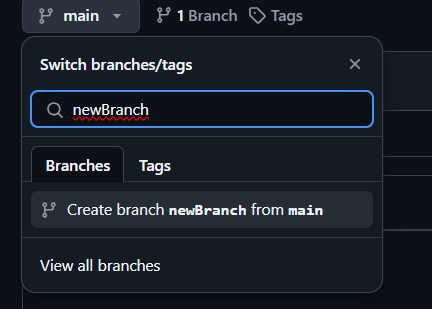 main 1 Branch Tags
Switch branches/tags
newBranch
Branches Tags
Create branch newBranch from main
View all branches